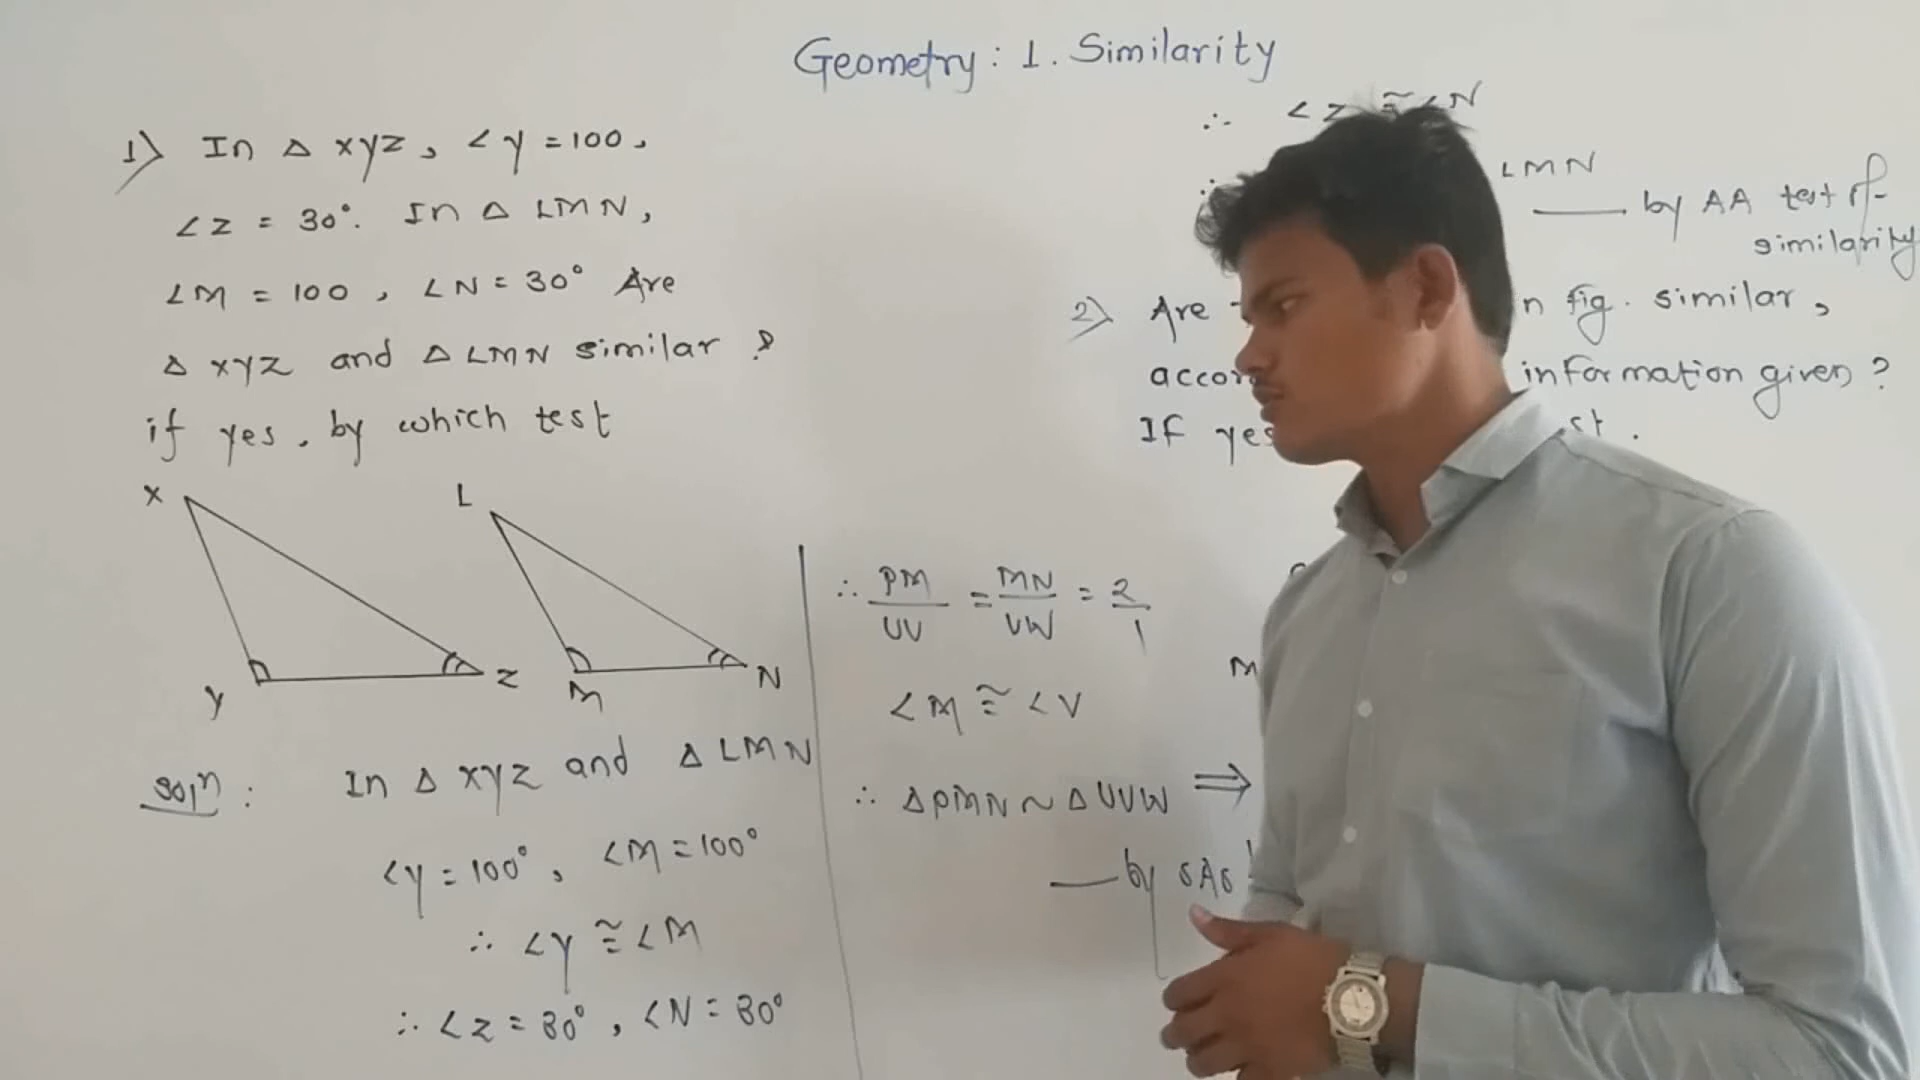 Geometry: 1. Similarity
1) In △ XYZ, ∠Y = 100,
∠Z = 30°. In △ LMN,
∠M = 100, ∠N = 30° Are
△ XYZ and △ LMN similar ?
if yes, by which test
X
Y
Z
L
M
N
Soln :
In △ XYZ and △ LMN
∠Y = 100°, ∠M = 100°
∴ ∠Y ≅ ∠M
∴ ∠Z = 30°, ∠N = 30°
∴ ∠Z ≅ ∠N
∴ LMN
— by AA test of
similarity
2) Are n fig. similar,
information given?
If yes
∴ PM/UV = MN/VW = 2/1
∠M ≅ ∠V
∴ △PMN ~ △UVW ⇒
— by SAS
M